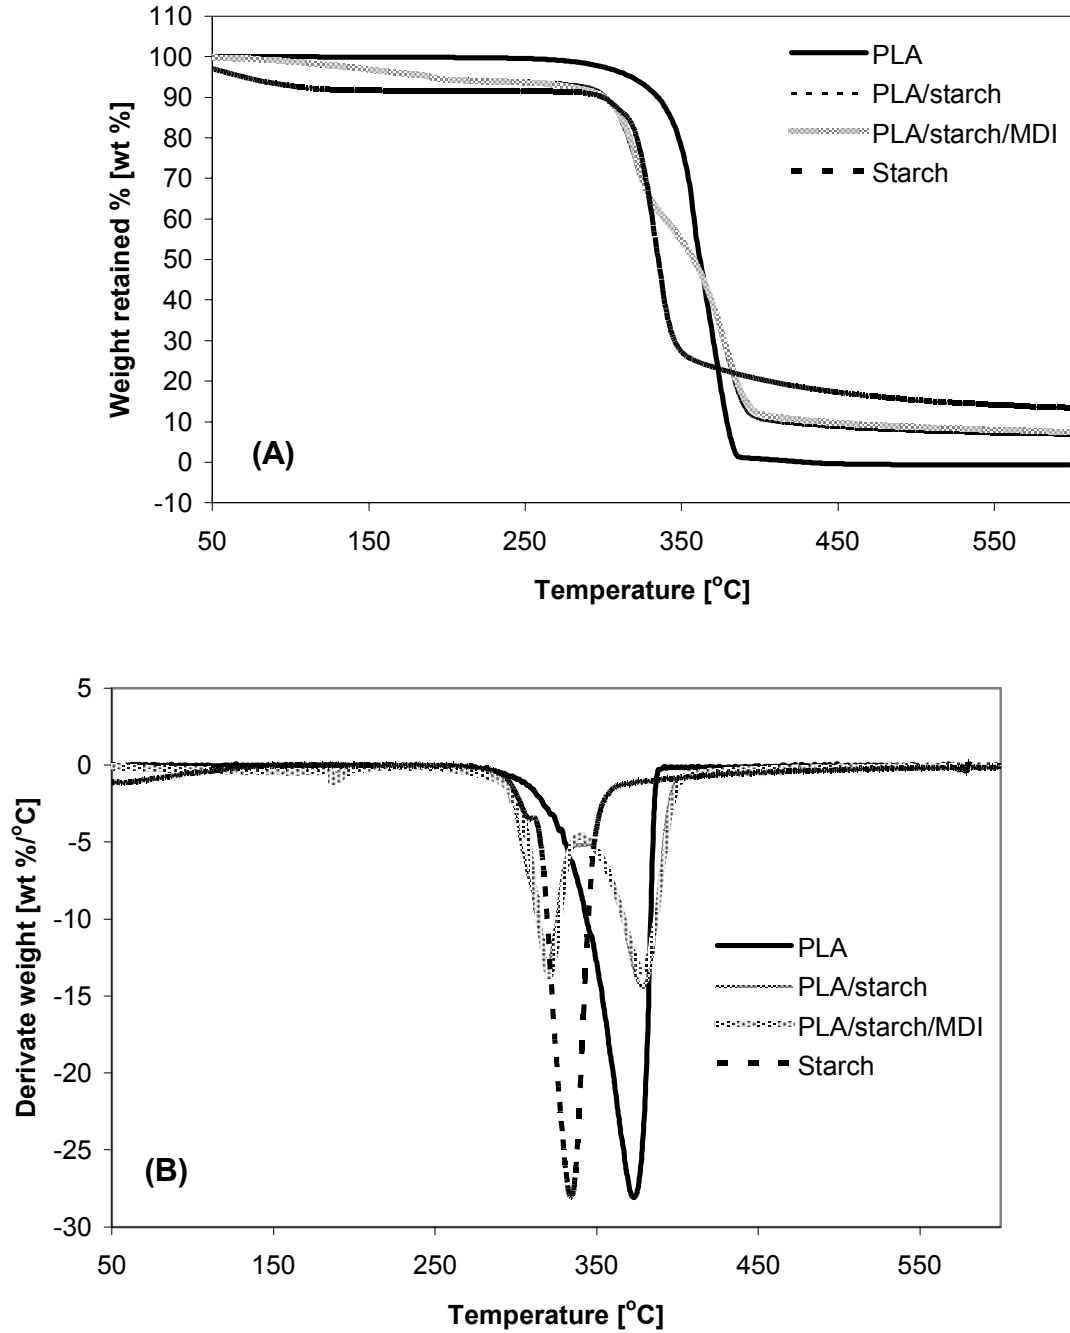 110
100
90
80
70
60
50
40
30
20
10
0
-10
Weight retained % [wt %]
PLA
PLA/starch
PLA/starch/MDI
Starch
(A)
50
150
250
350
450
550
Temperature [°C]
5
0
-5
-10
-15
-20
-25
-30
Derivate weight [wt %/°C]
PLA
PLA/starch
PLA/starch/MDI
Starch
(B)
50
150
250
350
450
550
Temperature [°C]